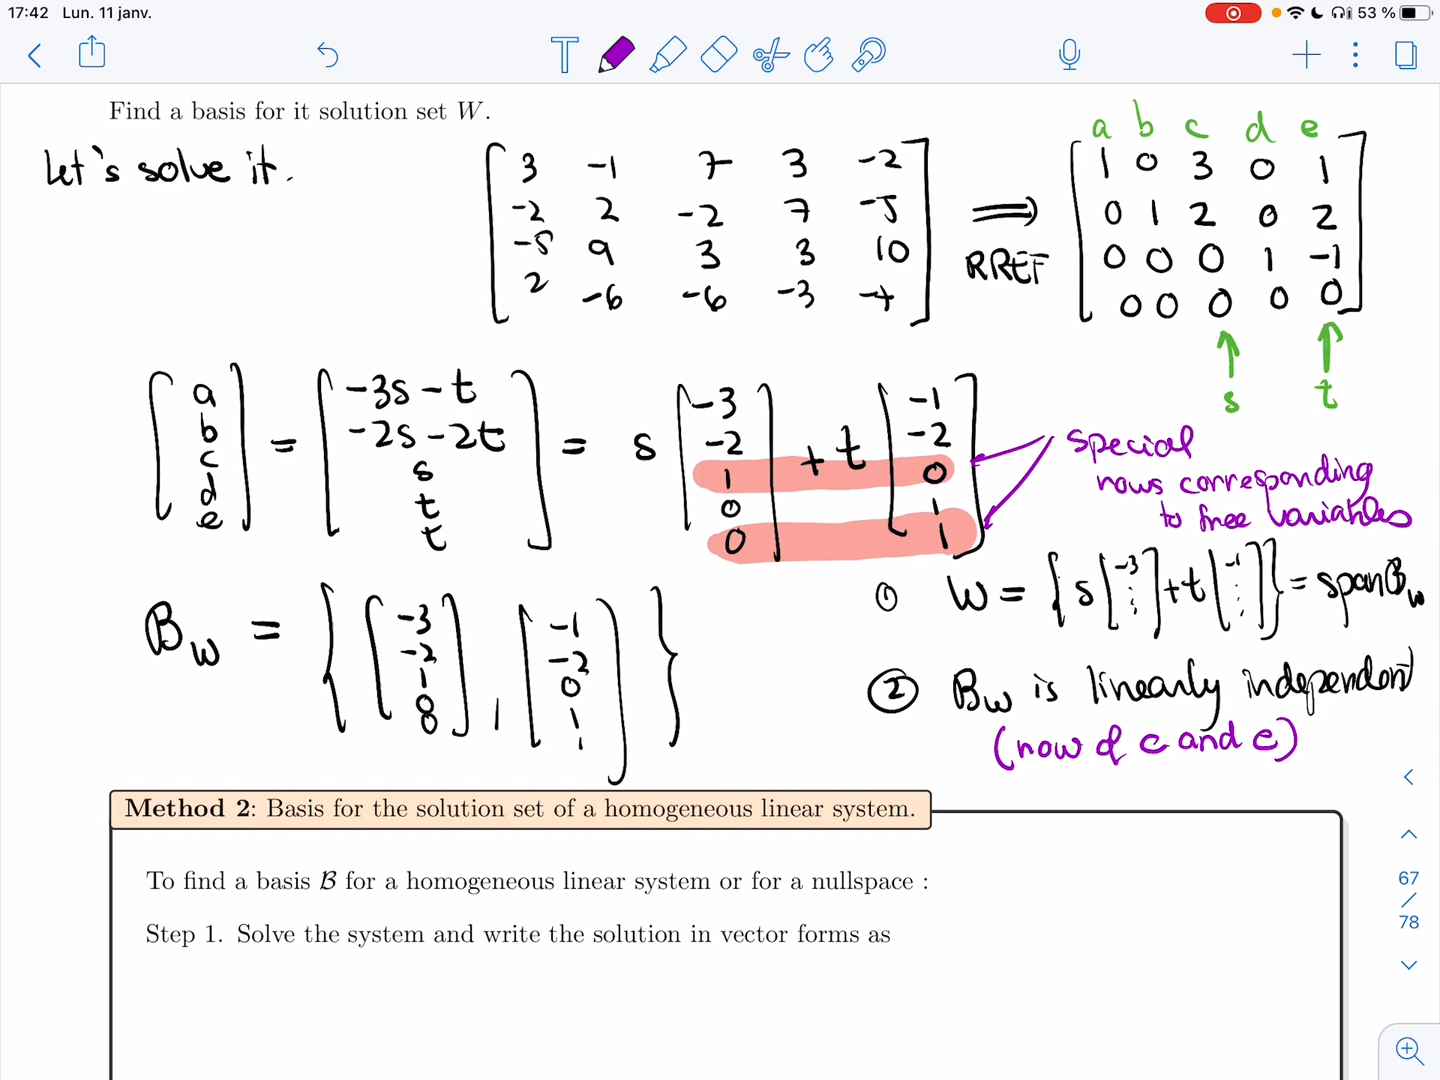 17:42 Lun. 11 janv.
53 %
Find a basis for it solution set W.
Let's solve it.
a b c d e
3 -1 7 3 -2
-2 2 -2 7 -5
-5 9 3 3 10
2 -6 -6 -3 -4
⟹
RREF
1 0 3 0 1
0 1 2 0 2
0 0 0 1 -1
0 0 0 0 0
↑ ↑
s t
[a b c d e] = [-3s-t -2s-2t s t t] = s [-3 -2 1 0 0] + t [-1 -2 0 1 1]
special
rows corresponding
to free variables
① W = { s [-3 ⋮] + t [-1 ⋮] } = span B_W
B_W = { [-3 -2 1 0 0] , [-1 -2 0 1 1] }
② B_W is linearly independent
(row of c and e)
Method 2: Basis for the solution set of a homogeneous linear system.
To find a basis B for a homogeneous linear system or for a nullspace :
Step 1. Solve the system and write the solution in vector forms as
67
/
78